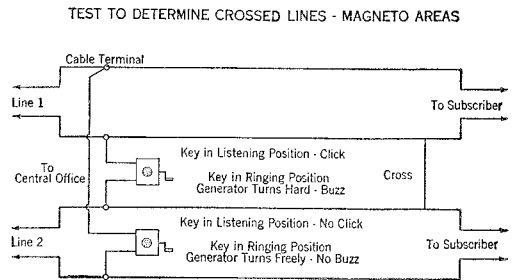 TEST TO DETERMINE CROSSED LINES - MAGNETO AREAS
Cable Terminal
Line 1
To Subscriber
Key in Listening Position - Click
To
Central Office
Key in Ringing Position
Generator Turns Hard - Buzz
Cross
Key in Listening Position - No Click
Line 2
Key in Ringing Position
Generator Turns Freely - No Buzz
To Subscriber